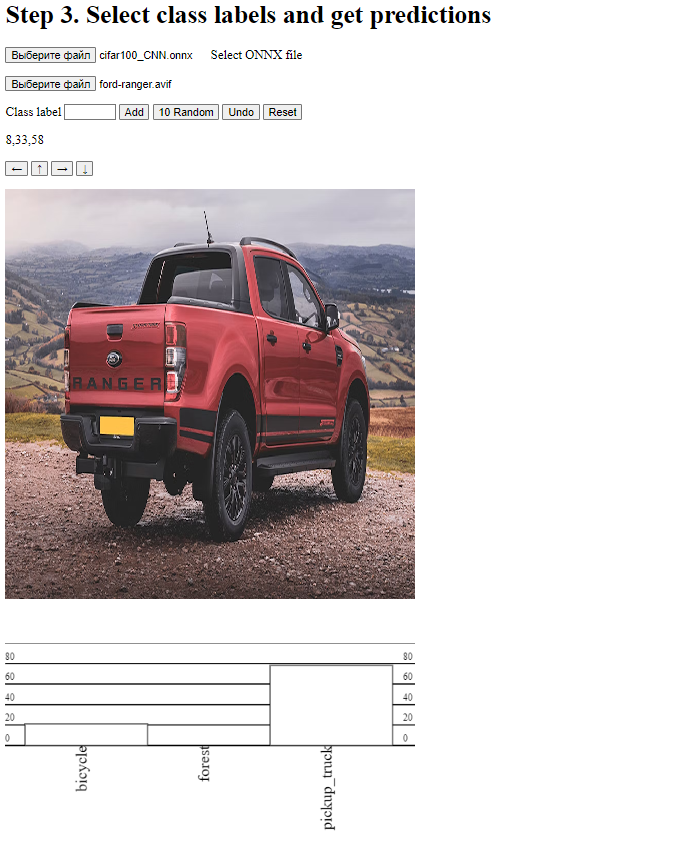 Step 3. Select class labels and get predictions
Выберите файл cifar100_CNN.onnx Select ONNX file
Выберите файл ford-ranger.avif
Class label Add 10 Random Undo Reset
8,33,58
← ↑ → ↓
RANGER
80 80
60 60
40 40
20 20
0 0
bicycle
forest
pickup_truck